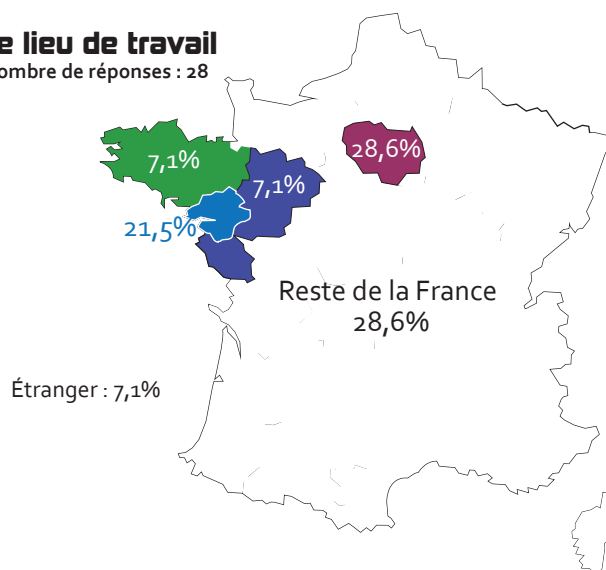 e lieu de travail
ombre de réponses : 28
7,1%
28,6%
7,1%
21,5%
Reste de la France
28,6%
Étranger : 7,1%